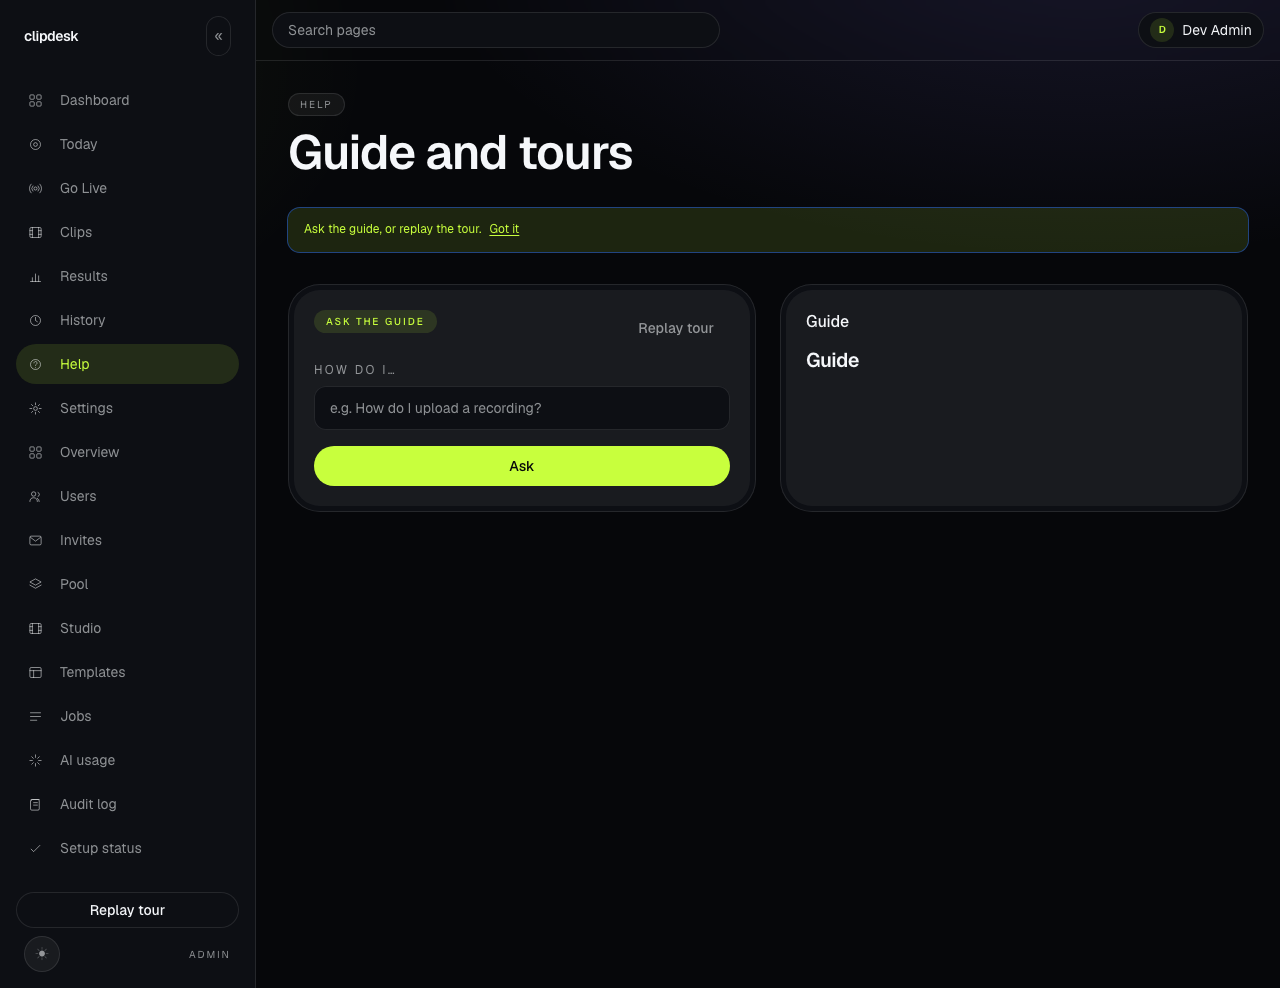 clipdesk
«
Search pages
D
Dev Admin
Dashboard
Today
Go Live
Clips
Results
History
Help
Settings
Overview
Users
Invites
Pool
Studio
Templates
Jobs
AI usage
Audit log
Setup status
Replay tour
ADMIN
HELP
Guide and tours
Ask the guide, or replay the tour. Got it
ASK THE GUIDE
Replay tour
HOW DO I…
e.g. How do I upload a recording?
Ask
Guide
Guide